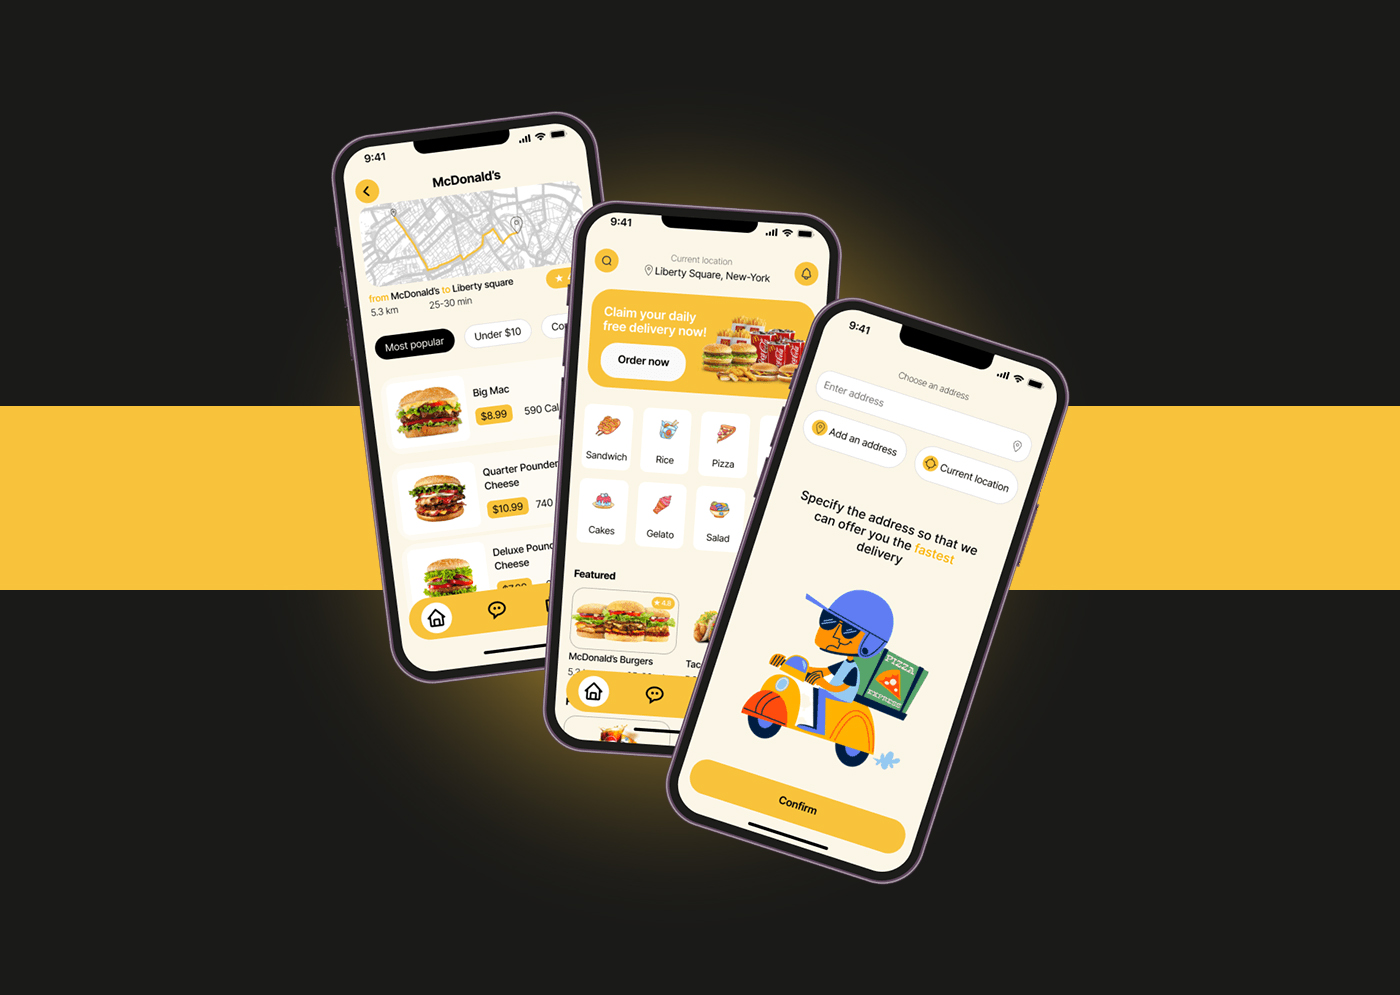 9:41
McDonald's
from McDonald's to Liberty square
5.3 km 25-30 min
Most popular
Under $10
Big Mac
$8.99 590 Cal
Quarter Pounder
Cheese
$10.99 740
Deluxe
Cheese
9:41
Current location
Liberty Square, New-York
Claim your daily
free delivery now!
Order now
Sandwich
Rice
Pizza
Cakes
Gelato
Salad
Featured
4.8
McDonald's Burgers
9:41
Choose an address
Enter address
Add an address
Current location
Specify the address so that we
can offer you the fastest
delivery
PIZZA
EXPRESS
Confirm